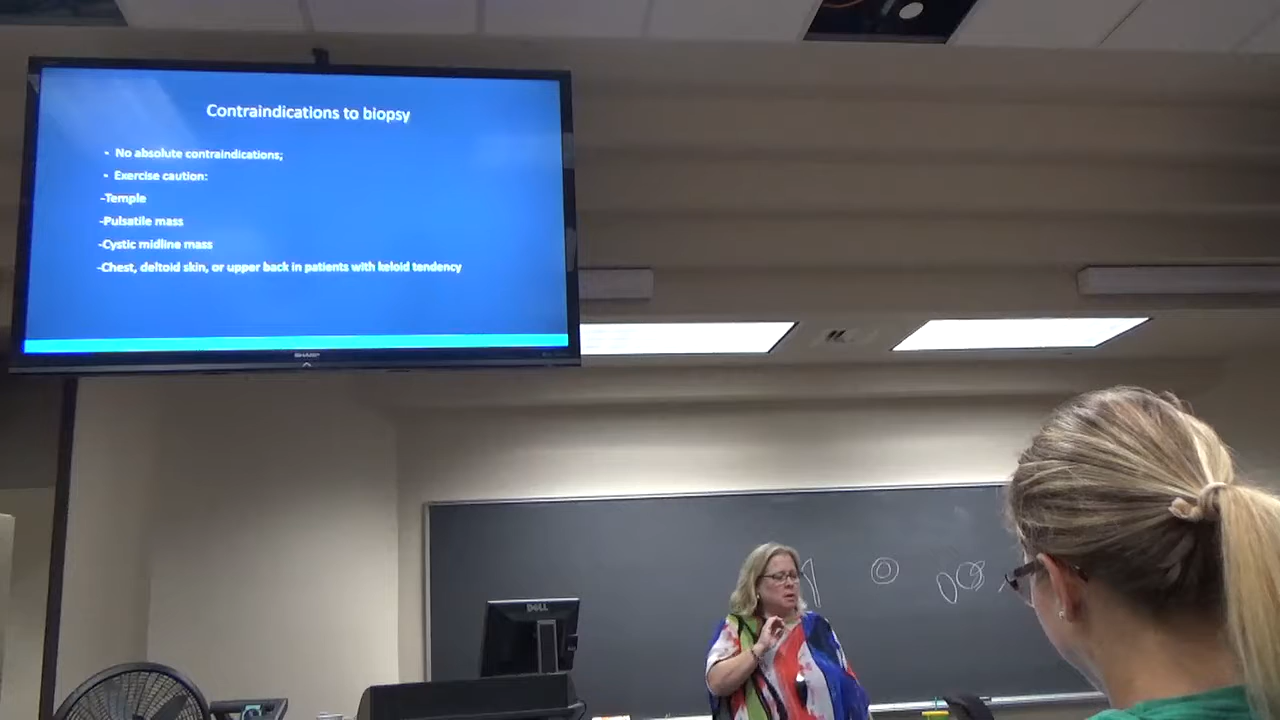 Contraindications to biopsy
- No absolute contraindications;
- Exercise caution:
-Temple
-Pulsatile mass
-Cystic midline mass
-Chest, deltoid skin, or upper back in patients with keloid tendency
SHARP
DELL